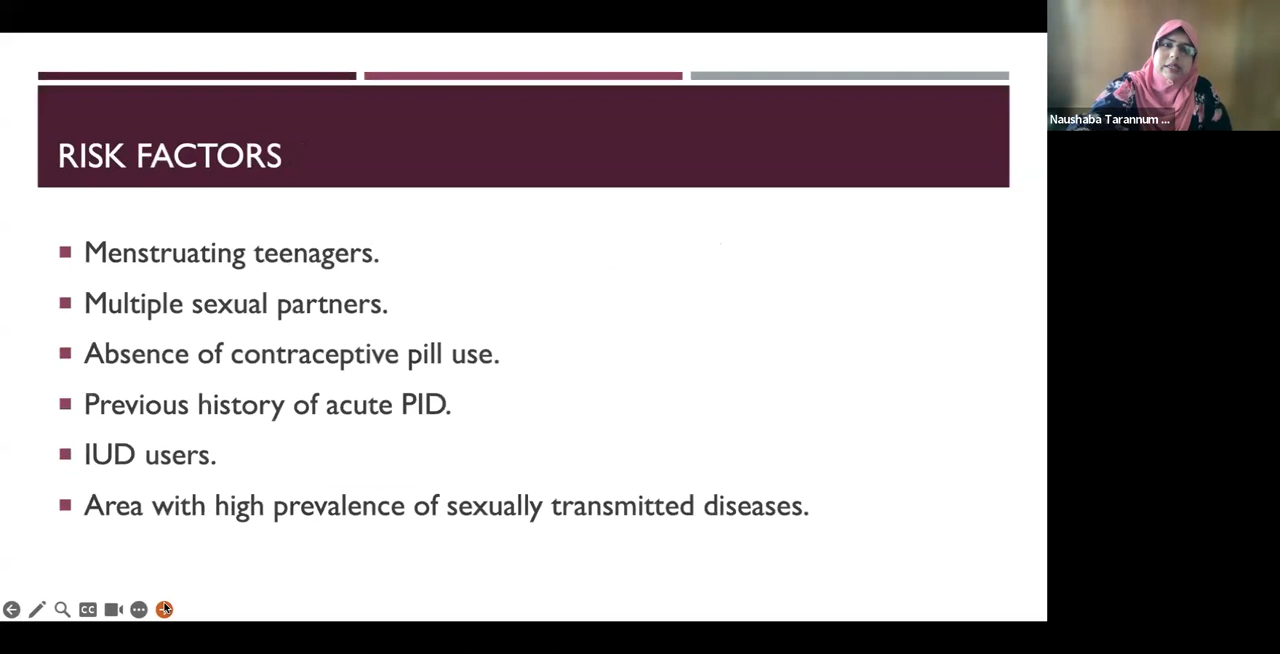 RISK FACTORS
Menstruating teenagers.
Multiple sexual partners.
Absence of contraceptive pill use.
Previous history of acute PID.
IUD users.
Area with high prevalence of sexually transmitted diseases.
Naushaba Tarannum ...
CC